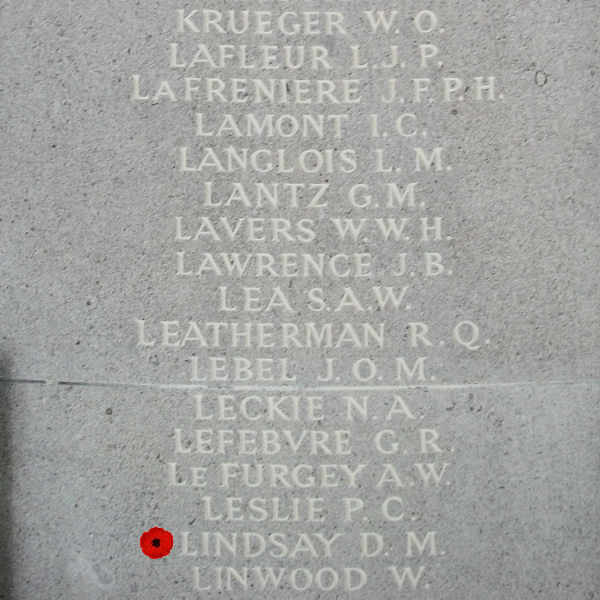 KRUEGER W. O.
LAFLEUR L. J. P.
LAFRENIERE J. F. P. H.
LAMONT I. C.
LANGLOIS L. M.
LANTZ G. M.
LAVERS W. W. H.
LAWRENCE J. B.
LEA S. A. W.
LEATHERMAN R. Q.
LEBEL J. O. M.
LECKIE N. A.
LEFEBVRE G. R.
LE FURGEY A. W.
LESLIE P. C.
LINDSAY D. M.
LINWOOD W.